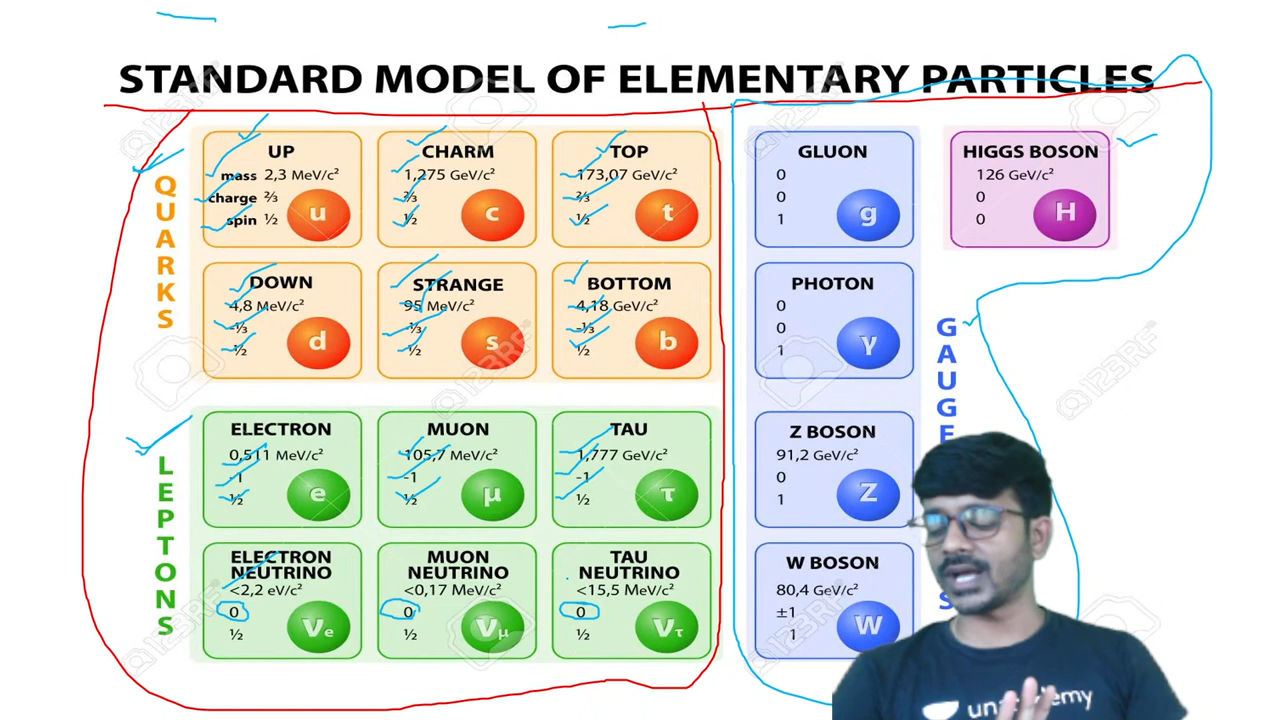 STANDARD MODEL OF ELEMENTARY PARTICLES
QUARKS
UP
mass 2,3 MeV/c²
charge ⅔
spin ½
u
CHARM
1,275 GeV/c²
⅔
½
c
TOP
173,07 GeV/c²
⅔
½
t
DOWN
4,8 MeV/c²
-⅓
½
d
STRANGE
95 MeV/c²
-⅓
½
s
BOTTOM
4,18 GeV/c²
-⅓
½
b
LEPTONS
ELECTRON
0,511 MeV/c²
-1
½
e
MUON
105,7 MeV/c²
-1
½
μ
TAU
1,777 GeV/c²
-1
½
τ
ELECTRON
NEUTRINO
<2,2 eV/c²
0
½
νe
MUON
NEUTRINO
<0,17 MeV/c²
0
½
νμ
TAU
NEUTRINO
<15,5 MeV/c²
0
½
ντ
GLUON
0
0
1
g
PHOTON
0
0
1
γ
Z BOSON
91,2 GeV/c²
0
1
Z
W BOSON
80,4 GeV/c²
±1
1
W
HIGGS BOSON
126 GeV/c²
0
0
H
GAUGE
S
123RF
123RF
123RF
123RF
123RF
123RF